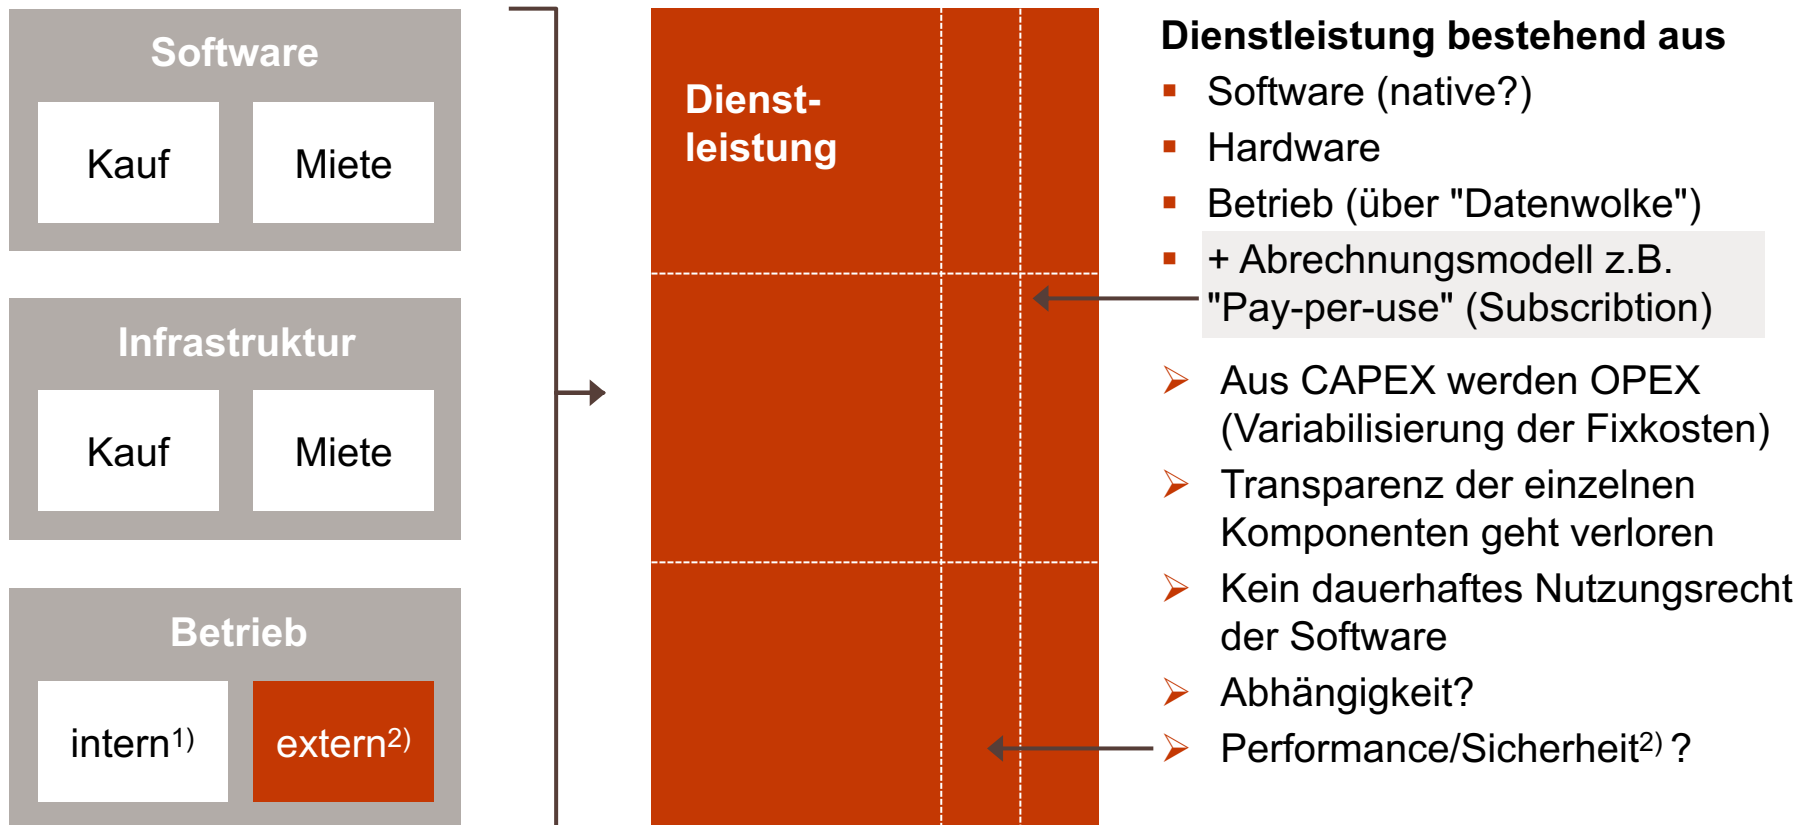 Software
Kauf
Miete
Infrastruktur
Kauf
Miete
Betrieb
intern1)
extern2)
Dienst-
leistung
Dienstleistung bestehend aus
▪ Software (native?)
▪ Hardware
▪ Betrieb (über "Datenwolke")
▪ + Abrechnungsmodell z.B.
"Pay-per-use" (Subscribtion)
➢ Aus CAPEX werden OPEX
(Variabilisierung der Fixkosten)
➢ Transparenz der einzelnen
Komponenten geht verloren
➢ Kein dauerhaftes Nutzungsrecht
der Software
➢ Abhängigkeit?
➢ Performance/Sicherheit2) ?